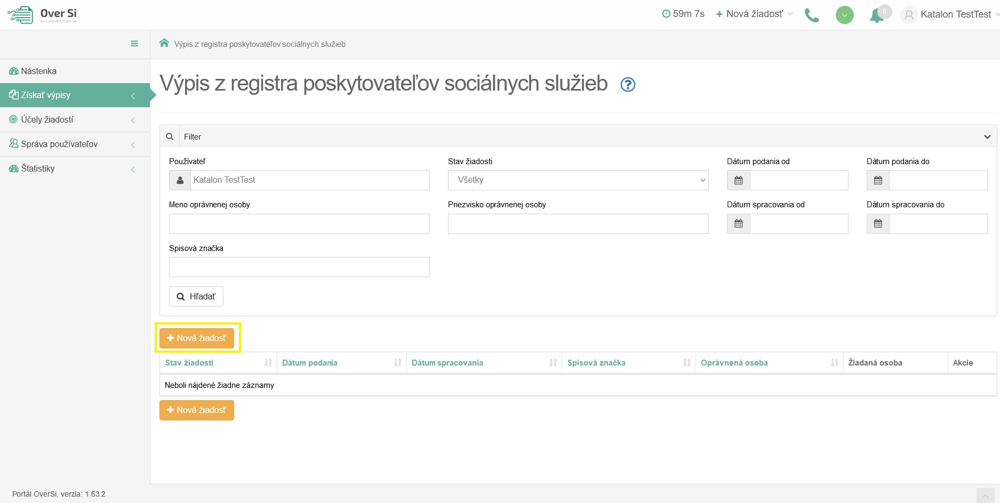 Over Si
Centrálne údaje
59m 7s
Nová žiadosť
0
Katalon TestTest
Výpis z registra poskytovateľov sociálnych služieb
Nástenka
Získať výpisy
Účely žiadostí
Správa používateľov
Štatistiky
Výpis z registra poskytovateľov sociálnych služieb
Filter
Používateľ
Stav žiadosti
Dátum podania od
Dátum podania do
Katalon TestTest
Všetky
Meno oprávnenej osoby
Priezvisko oprávnenej osoby
Dátum spracovania od
Dátum spracovania do
Spisová značka
Hľadať
Nová žiadosť
Stav žiadosti
Dátum podania
Dátum spracovania
Spisová značka
Oprávnená osoba
Žiadaná osoba
Akcie
Neboli nájdené žiadne záznamy
Nová žiadosť
Portál OverSi, verzia: 1.63.2